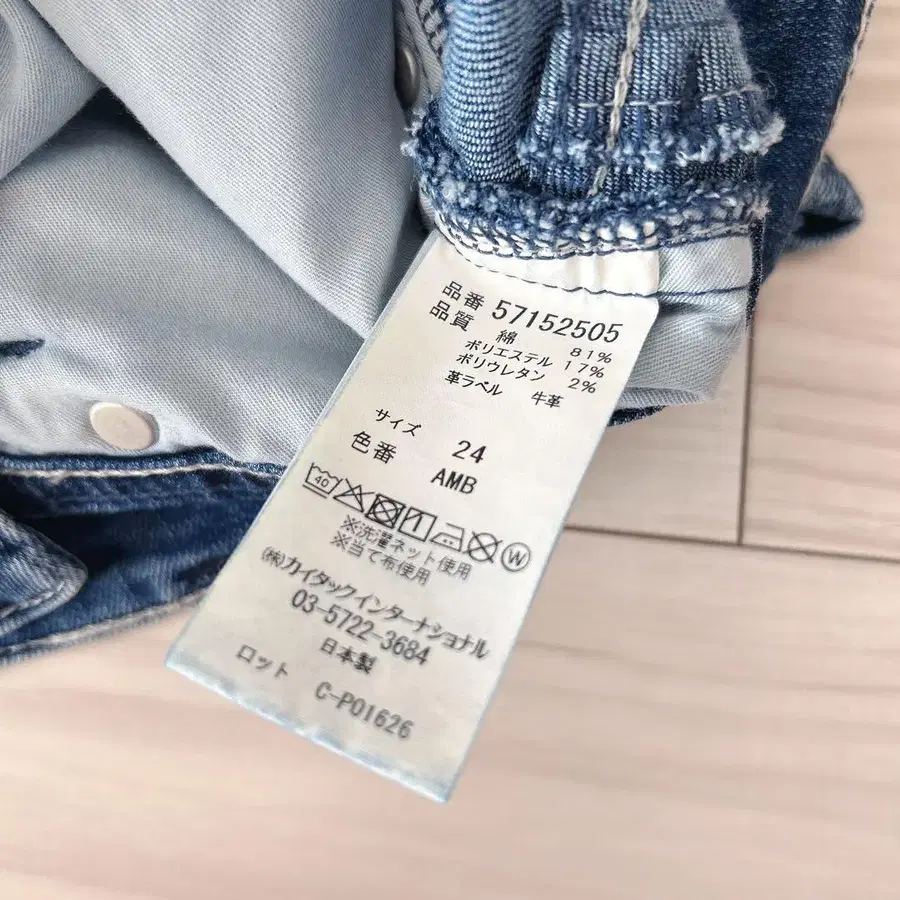 品番 57152505
品質 綿 81%
ポリエステル 17%
ポリウレタン 2%
革ラベル 牛革
サイズ 24
色番 AMB
40 W
※洗濯ネット使用
※当て布使用
(株)カイタックインターナショナル
03-5722-3684
日本製
ロット C-P01626